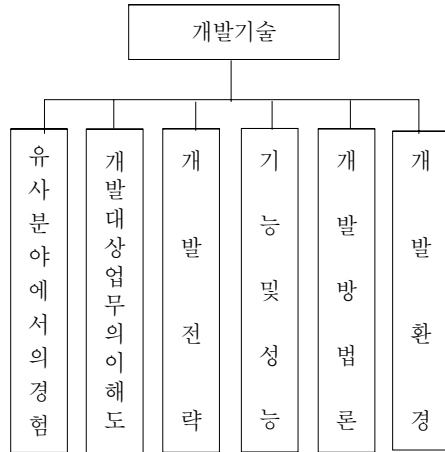 개발기술
유사분야에서의경험
개발대상업무의이해도
개발전략
기능및성능
개발방법론
개발환경